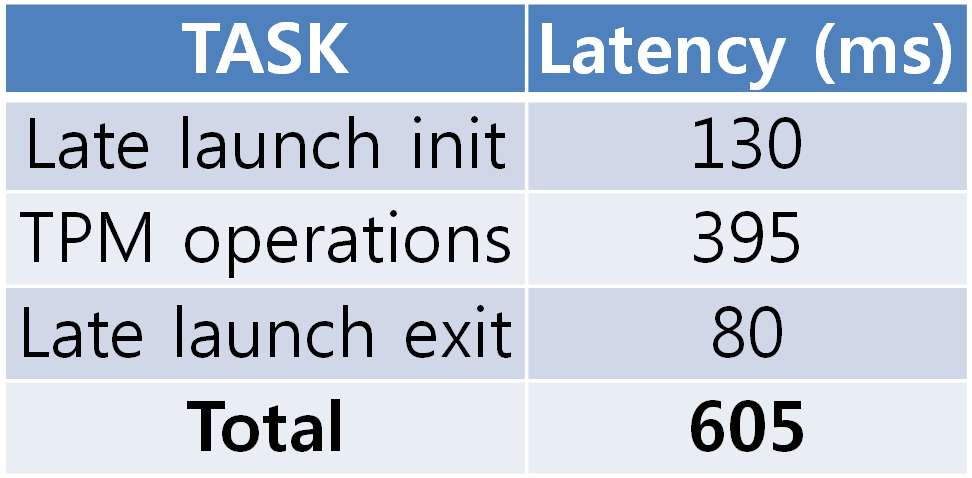 TASK Latency (ms)
Late launch init 130
TPM operations 395
Late launch exit 80
Total 605